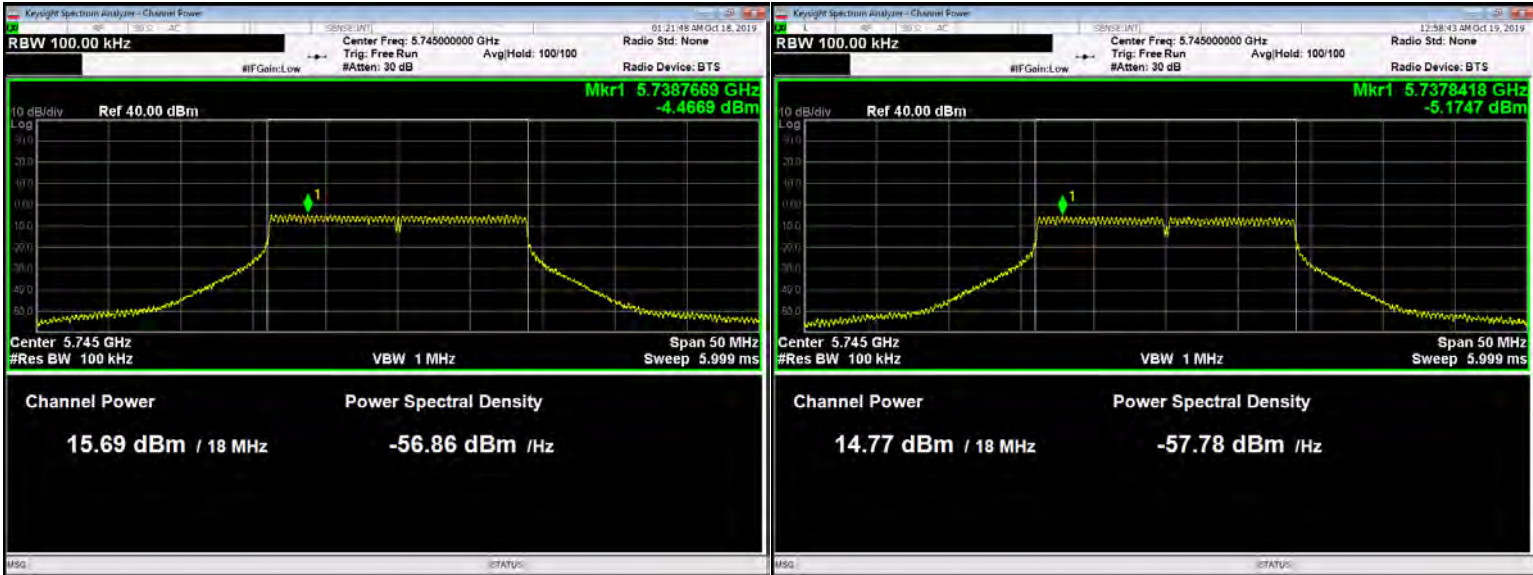 Keysight Spectrum Analyzer - Channel Power
SENSE:INT
01:21:48 AM Oct 18, 2019
RBW 100.00 kHz
Center Freq: 5.745000000 GHz
Radio Std: None
Trig: Free Run
Avg|Hold: 100/100
#IFGain:Low
#Atten: 30 dB
Radio Device: BTS
Mkr1 5.7387669 GHz
-4.4669 dBm
10 dB/div
Ref 40.00 dBm
Log
1
Center 5.745 GHz
Span 50 MHz
#Res BW 100 kHz
VBW 1 MHz
Sweep 5.999 ms
Channel Power
Power Spectral Density
15.69 dBm / 18 MHz
-56.86 dBm /Hz
MSG
STATUS
Keysight Spectrum Analyzer - Channel Power
SENSE:INT
12:58:43 AM Oct 19, 2019
RBW 100.00 kHz
Center Freq: 5.745000000 GHz
Radio Std: None
Trig: Free Run
Avg|Hold: 100/100
#IFGain:Low
#Atten: 30 dB
Radio Device: BTS
Mkr1 5.7378418 GHz
-5.1747 dBm
10 dB/div
Ref 40.00 dBm
Log
1
Center 5.745 GHz
Span 50 MHz
#Res BW 100 kHz
VBW 1 MHz
Sweep 5.999 ms
Channel Power
Power Spectral Density
14.77 dBm / 18 MHz
-57.78 dBm /Hz
MSG
STATUS